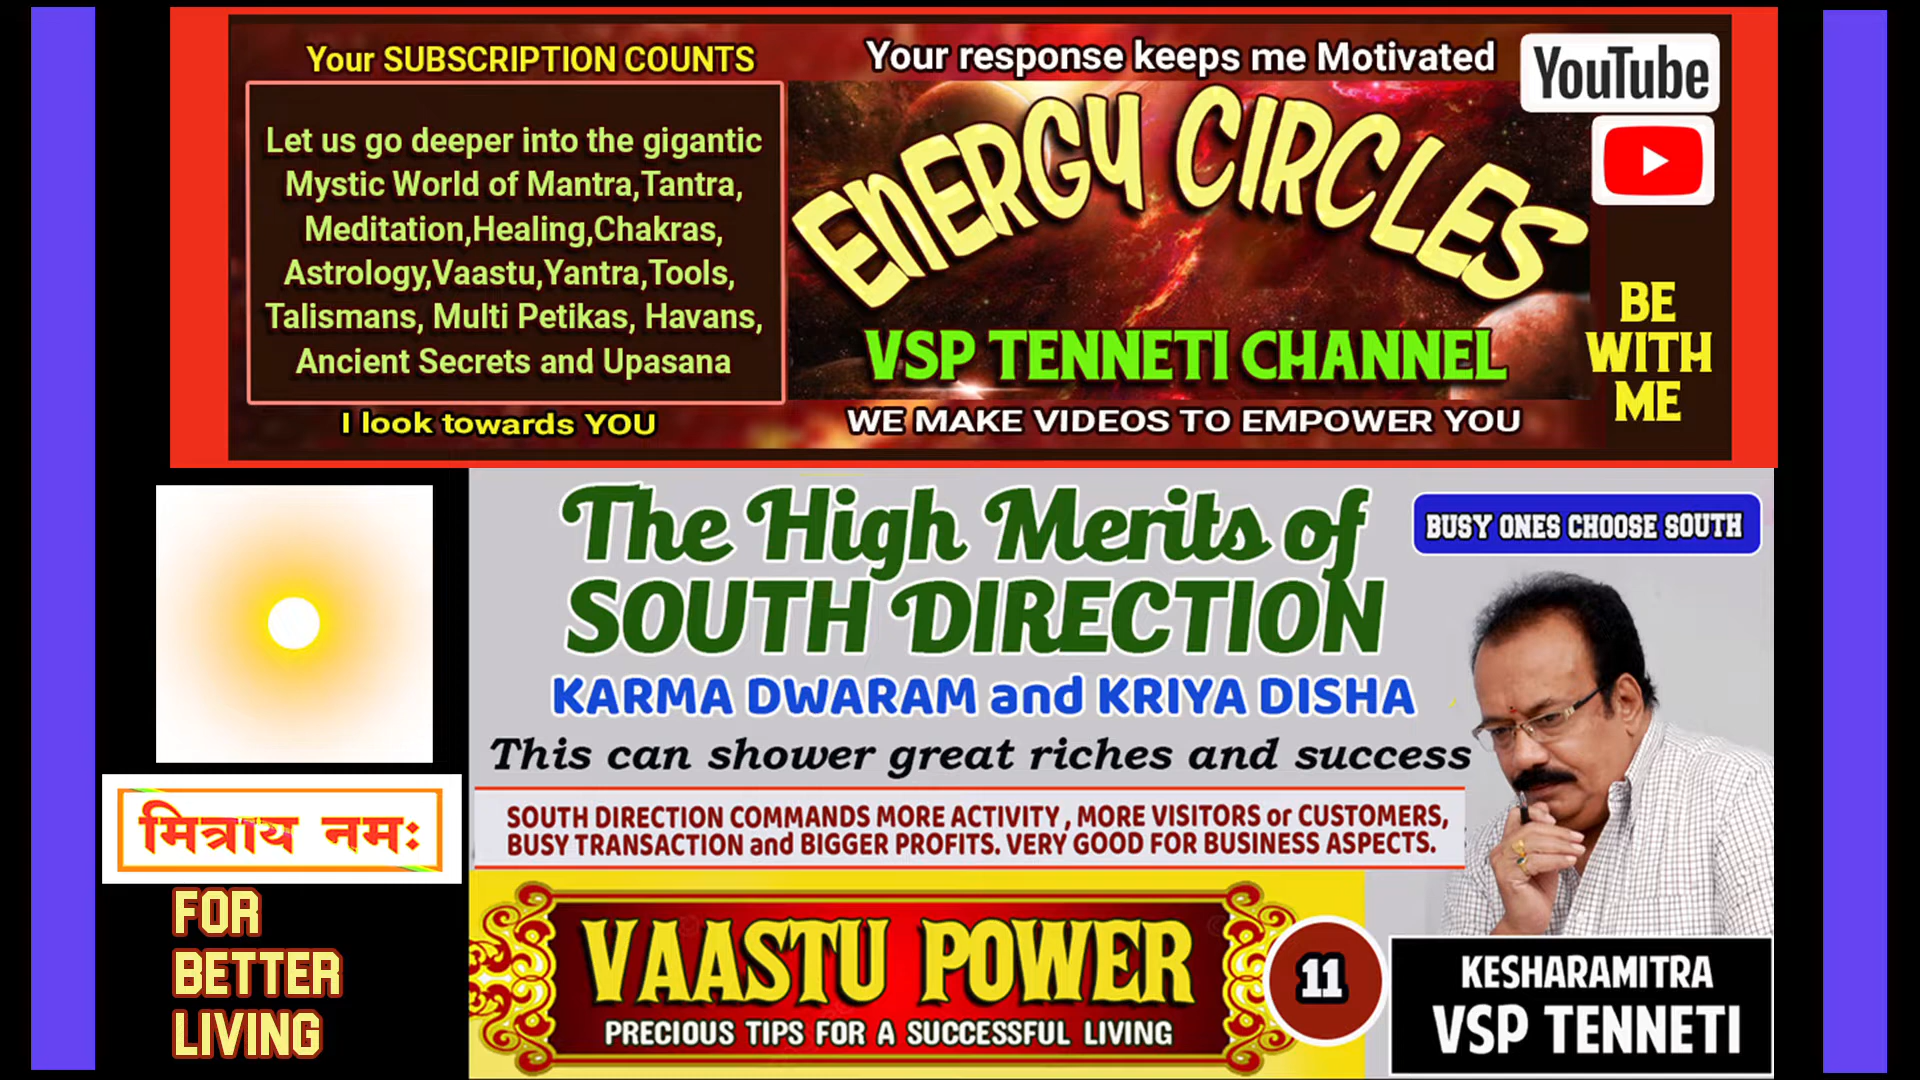 Your SUBSCRIPTION COUNTS
Let us go deeper into the gigantic
Mystic World of Mantra,Tantra,
Meditation,Healing,Chakras,
Astrology,Vaastu,Yantra,Tools,
Talismans, Multi Petikas, Havans,
Ancient Secrets and Upasana
I look towards YOU
Your response keeps me Motivated
YouTube
ENERGY CIRCLES
VSP TENNETI CHANNEL
WE MAKE VIDEOS TO EMPOWER YOU
BE
WITH
ME
मित्राय नमः
FOR
BETTER
LIVING
The High Merits of
SOUTH DIRECTION
BUSY ONES CHOOSE SOUTH
KARMA DWARAM and KRIYA DISHA
This can shower great riches and success
SOUTH DIRECTION COMMANDS MORE ACTIVITY, MORE VISITORS or CUSTOMERS,
BUSY TRANSACTION and BIGGER PROFITS. VERY GOOD FOR BUSINESS ASPECTS.
VAASTU POWER
PRECIOUS TIPS FOR A SUCCESSFUL LIVING
11
KESHARAMITRA
VSP TENNETI